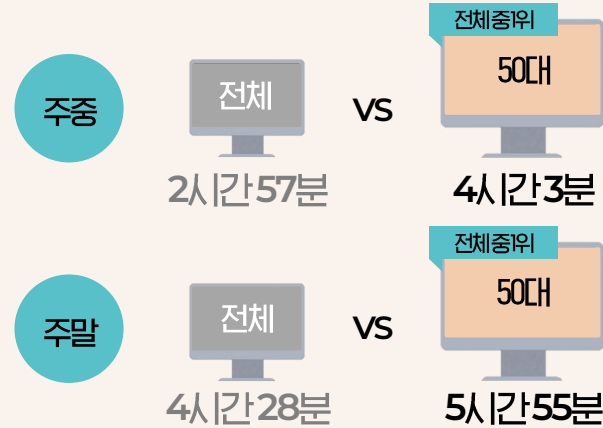 전체중1위
주중
전체
vs
50대
2시간 57분
4시간 3분
전체중1위
주말
전체
vs
50대
4시간 28분
5시간 55분